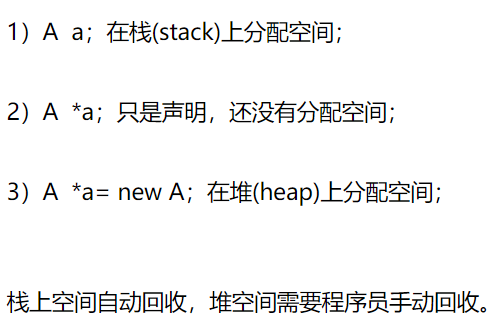 1）A  a；在栈(stack)上分配空间；
2）A  *a；只是声明，还没有分配空间；
3）A  *a= new A；在堆(heap)上分配空间；
栈上空间自动回收，堆空间需要程序员手动回收。